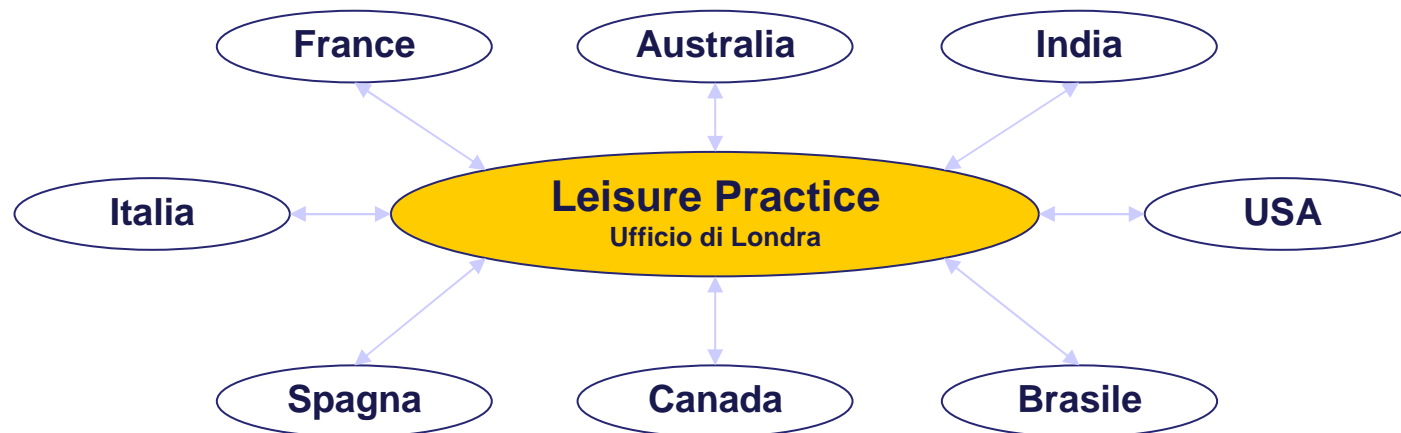 France
Australia
India
Italia
Leisure Practice
Ufficio di Londra
USA
Spagna
Canada
Brasile